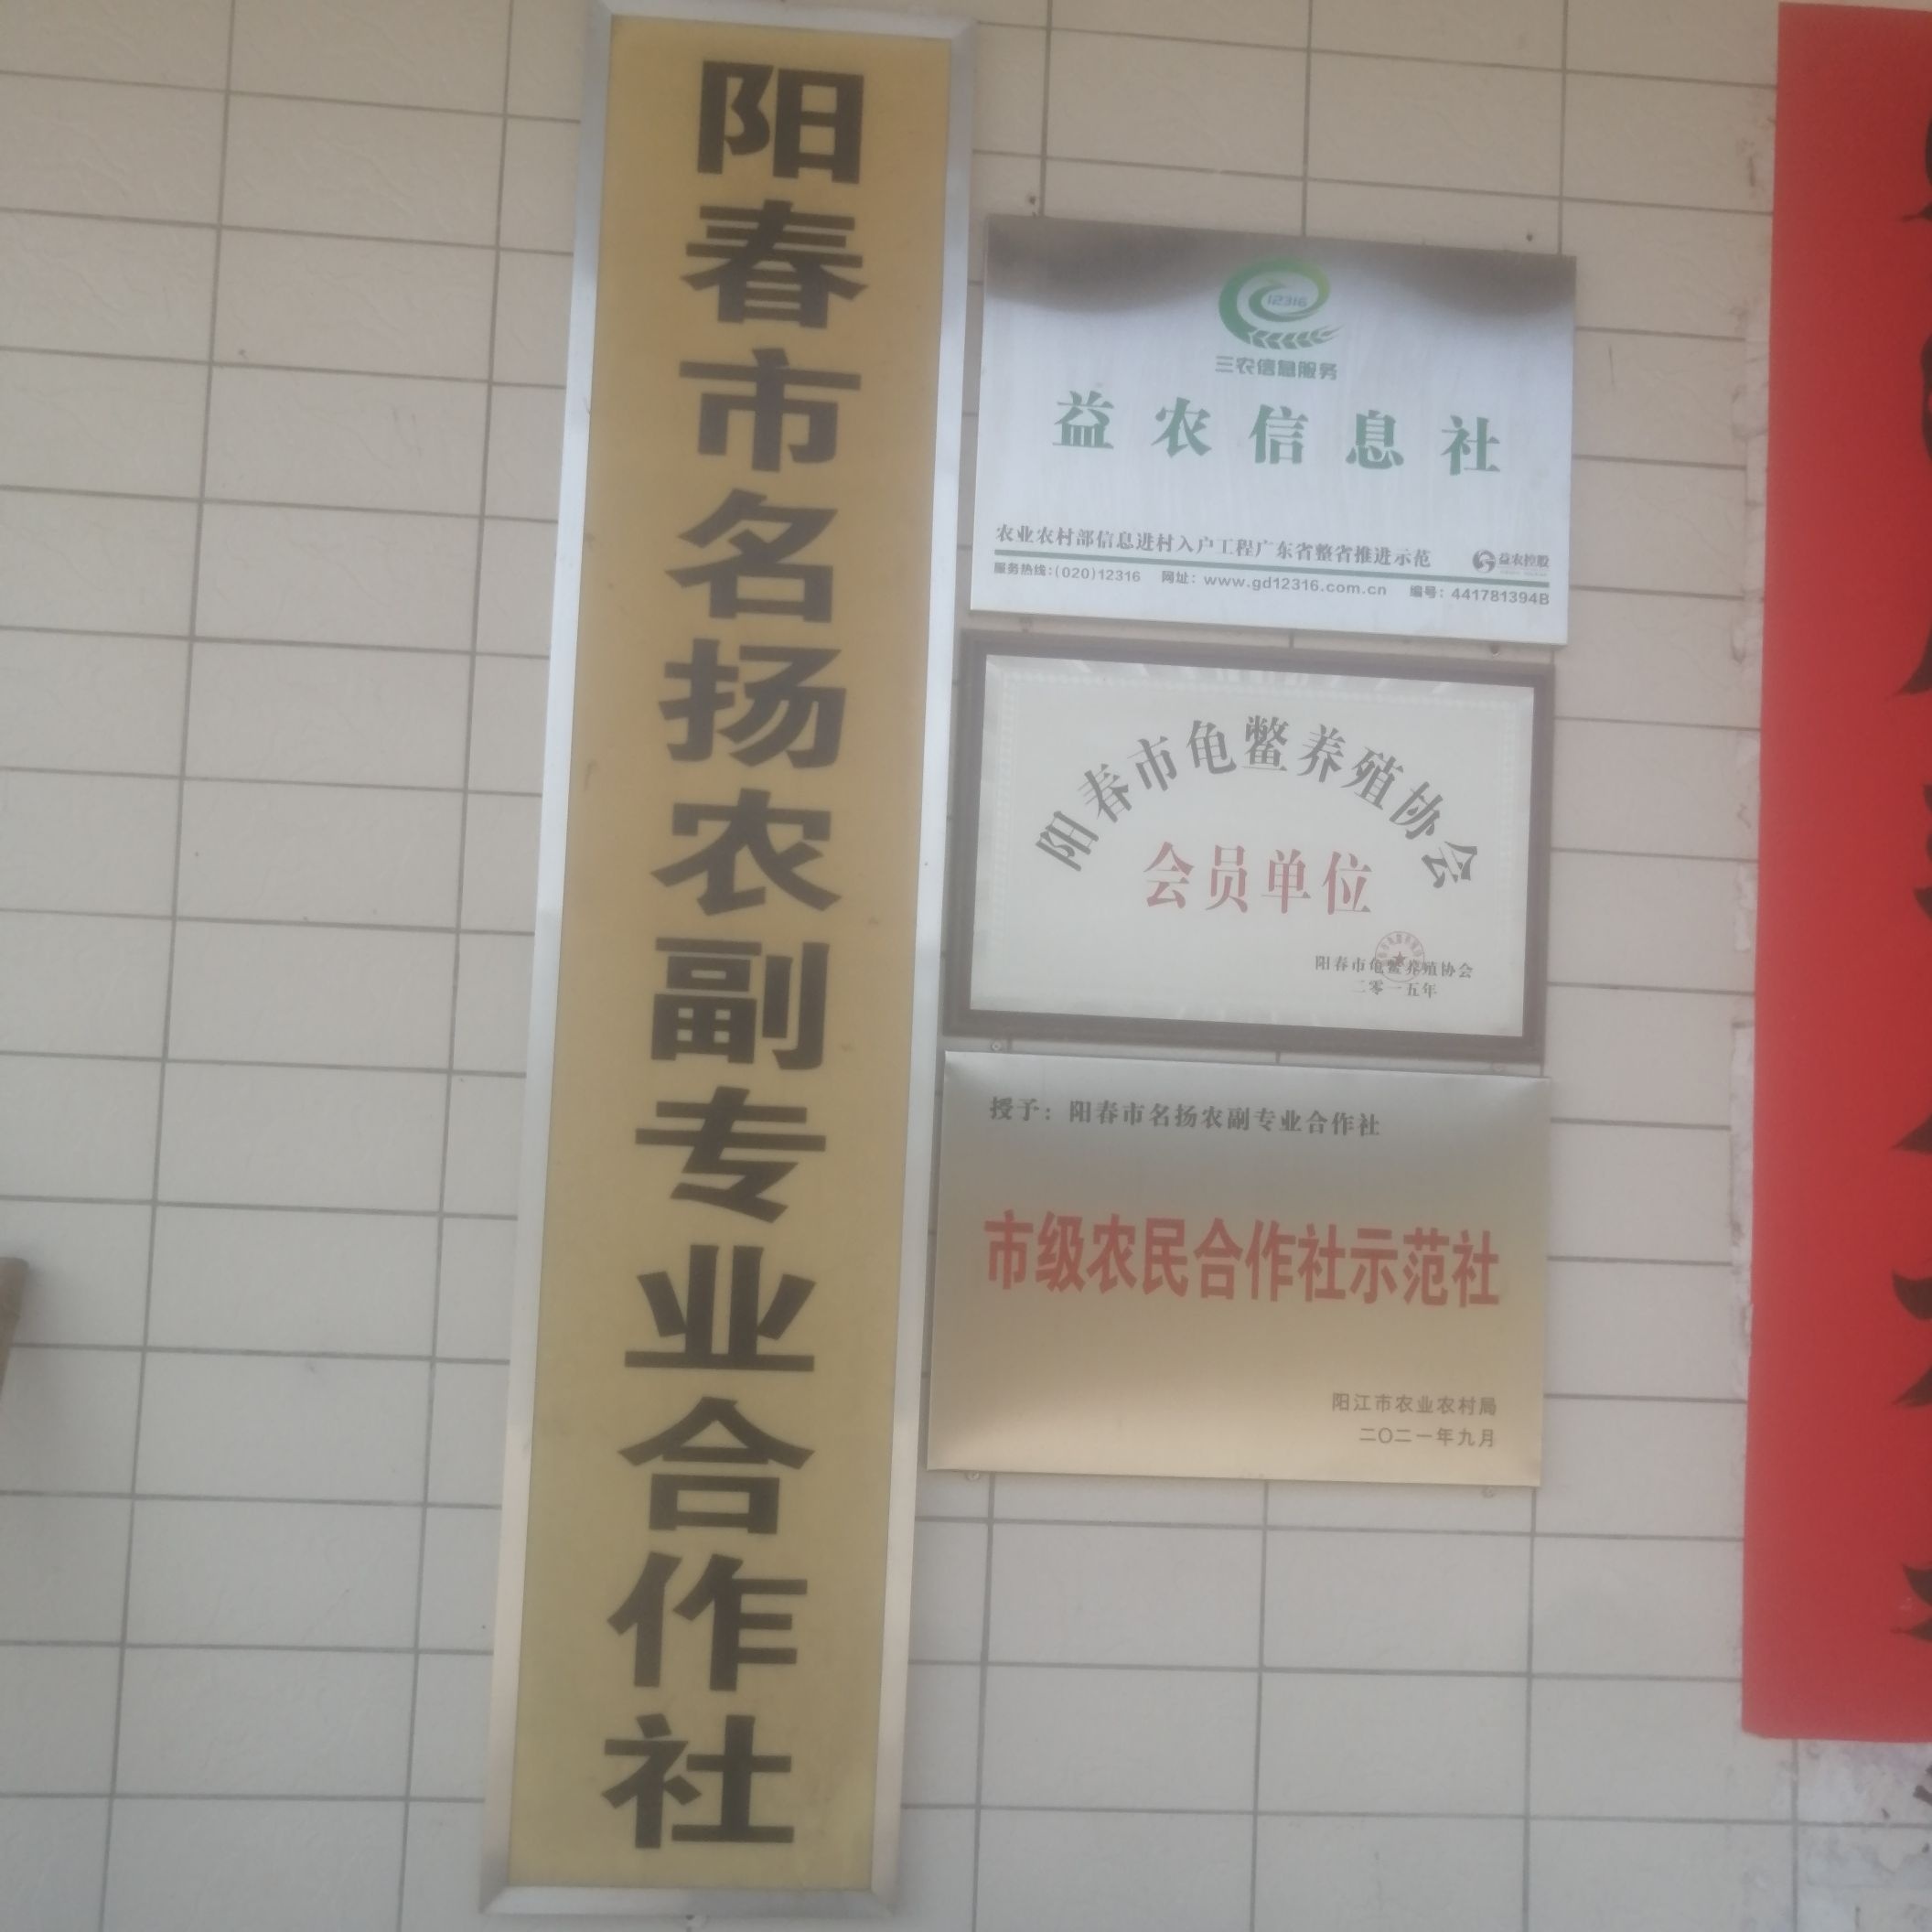 阳春市名扬农副专业合作社
12316
三农信息服务
益农信息社
农业农村部信息进村入户工程广东省整省推进示范
益农控股
服务热线：(020)12316 网址：www.gd12316.com.cn 编号：441781394B
阳春市龟鳖养殖协会
会员单位
阳春市龟鳖养殖协会
二零一五年
授予：阳春市名扬农副专业合作社
市级农民合作社示范社
阳江市农业农村局
二〇二一年九月